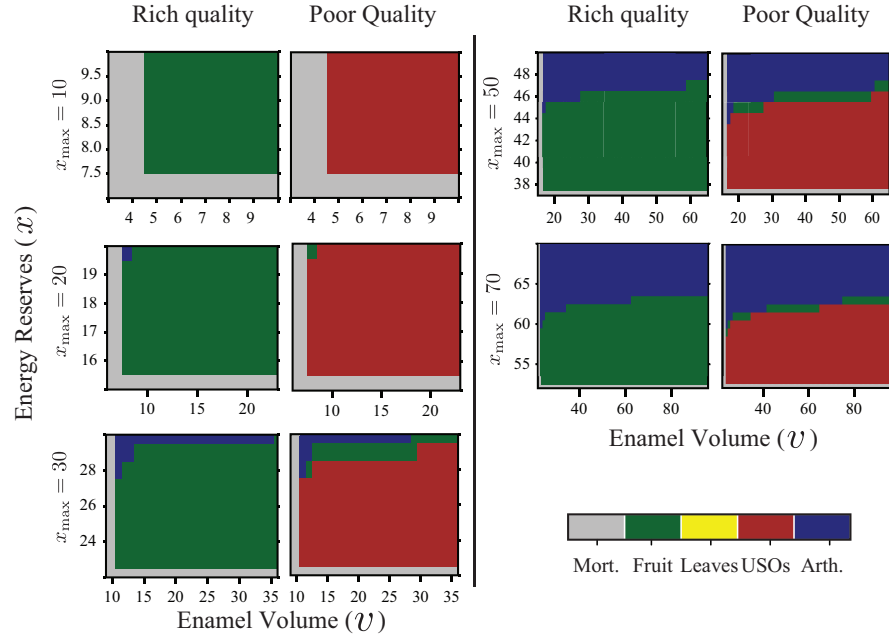 Rich quality
Poor Quality
Rich quality
Poor Quality
Energy Reserves (x)
x_max = 10
9.5
9.0
8.5
8.0
7.5
4 5 6 7 8 9
4 5 6 7 8 9
x_max = 20
19
18
17
16
10 15 20
10 15 20
x_max = 30
28
26
24
22
10 15 20 25 30 35
10 15 20 25 30 35
Enamel Volume (v)
x_max = 50
50
48
46
44
42
40
38
20 30 40 50 60
20 30 40 50 60
x_max = 70
65
60
55
40 60 80
40 60 80
Enamel Volume (v)
Mort. Fruit Leaves USOs Arth.